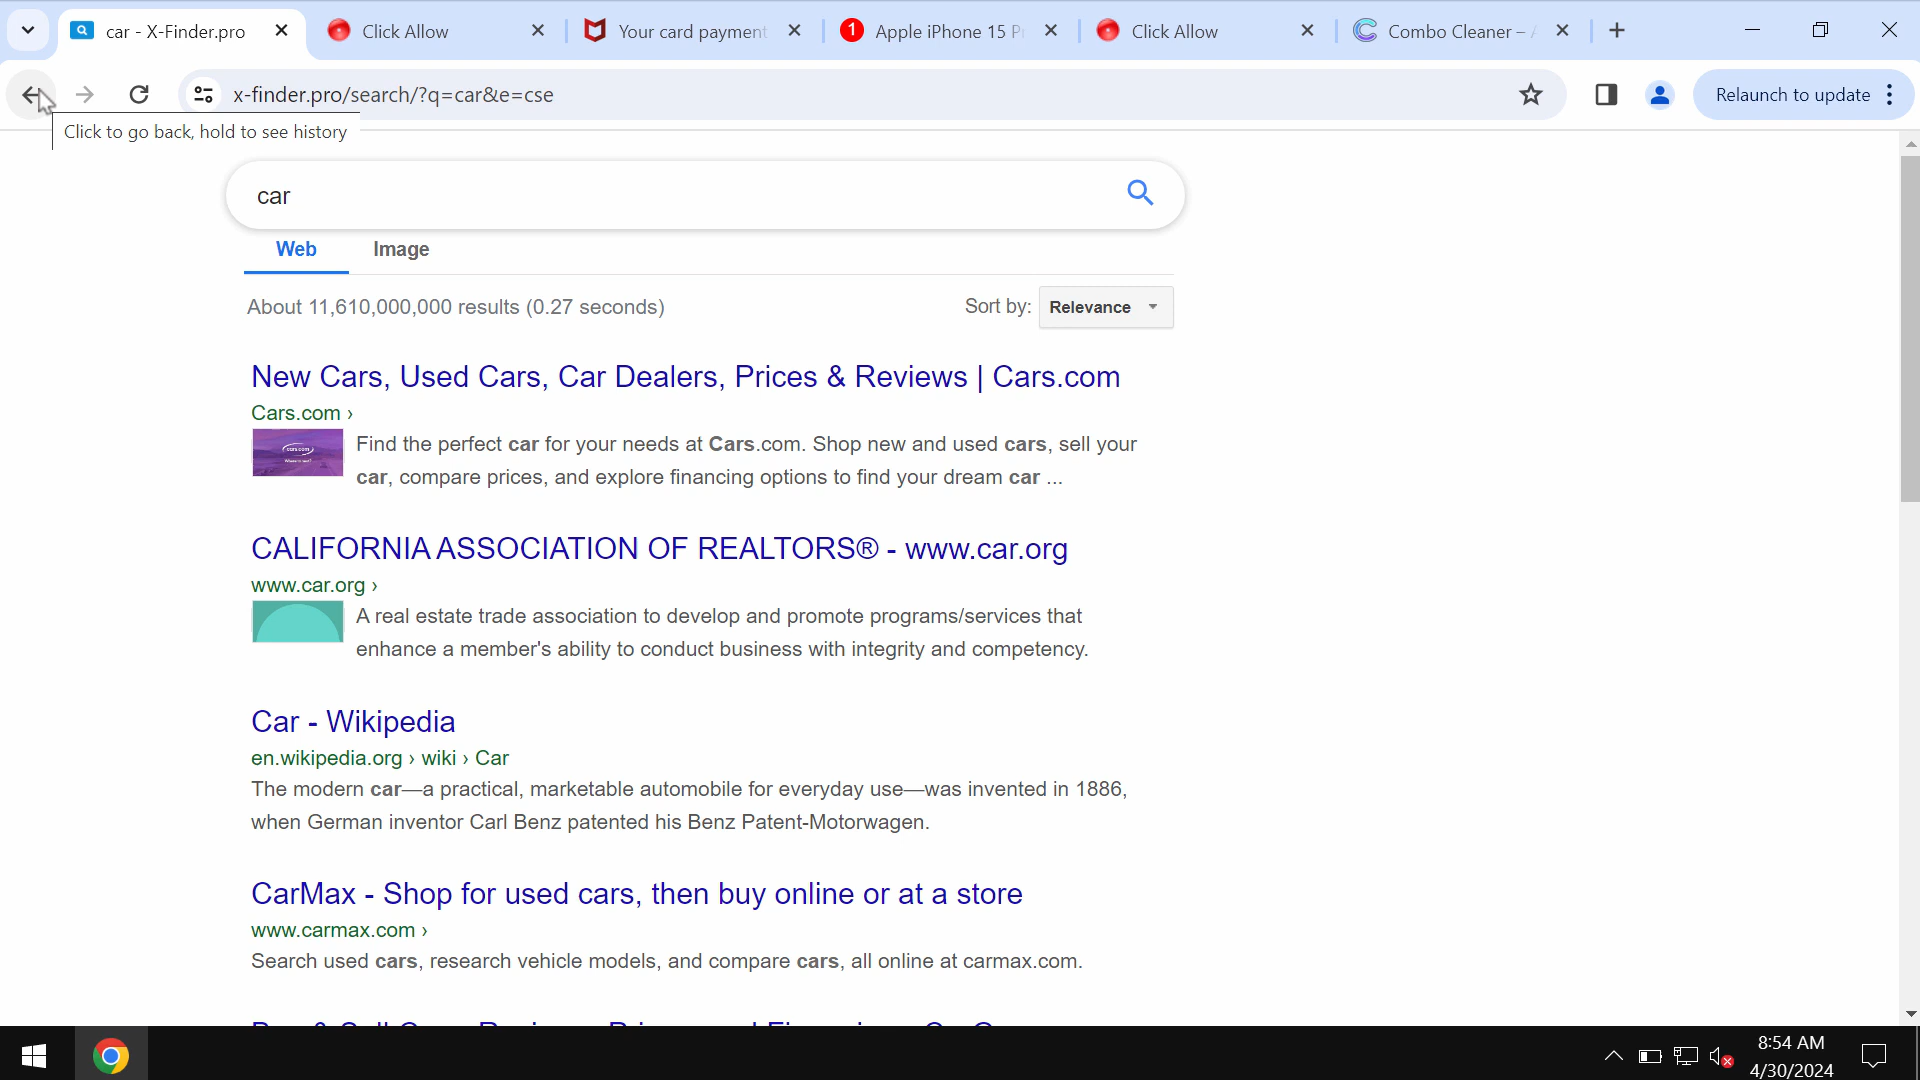 car - X-Finder.pro
Click Allow
Your card payment
1
Apple iPhone 15 P
Click Allow
Combo Cleaner –
x-finder.pro/search/?q=car&e=cse
Relaunch to update
Click to go back, hold to see history
car
Web
Image
About 11,610,000,000 results (0.27 seconds)
Sort by:
Relevance
New Cars, Used Cars, Car Dealers, Prices & Reviews | Cars.com
Cars.com ›
Find the perfect car for your needs at Cars.com. Shop new and used cars, sell your
car, compare prices, and explore financing options to find your dream car ...
CALIFORNIA ASSOCIATION OF REALTORS® - www.car.org
www.car.org ›
A real estate trade association to develop and promote programs/services that
enhance a member's ability to conduct business with integrity and competency.
Car - Wikipedia
en.wikipedia.org › wiki › Car
The modern car—a practical, marketable automobile for everyday use—was invented in 1886,
when German inventor Carl Benz patented his Benz Patent-Motorwagen.
CarMax - Shop for used cars, then buy online or at a store
www.carmax.com ›
Search used cars, research vehicle models, and compare cars, all online at carmax.com.
8:54 AM
4/30/2024